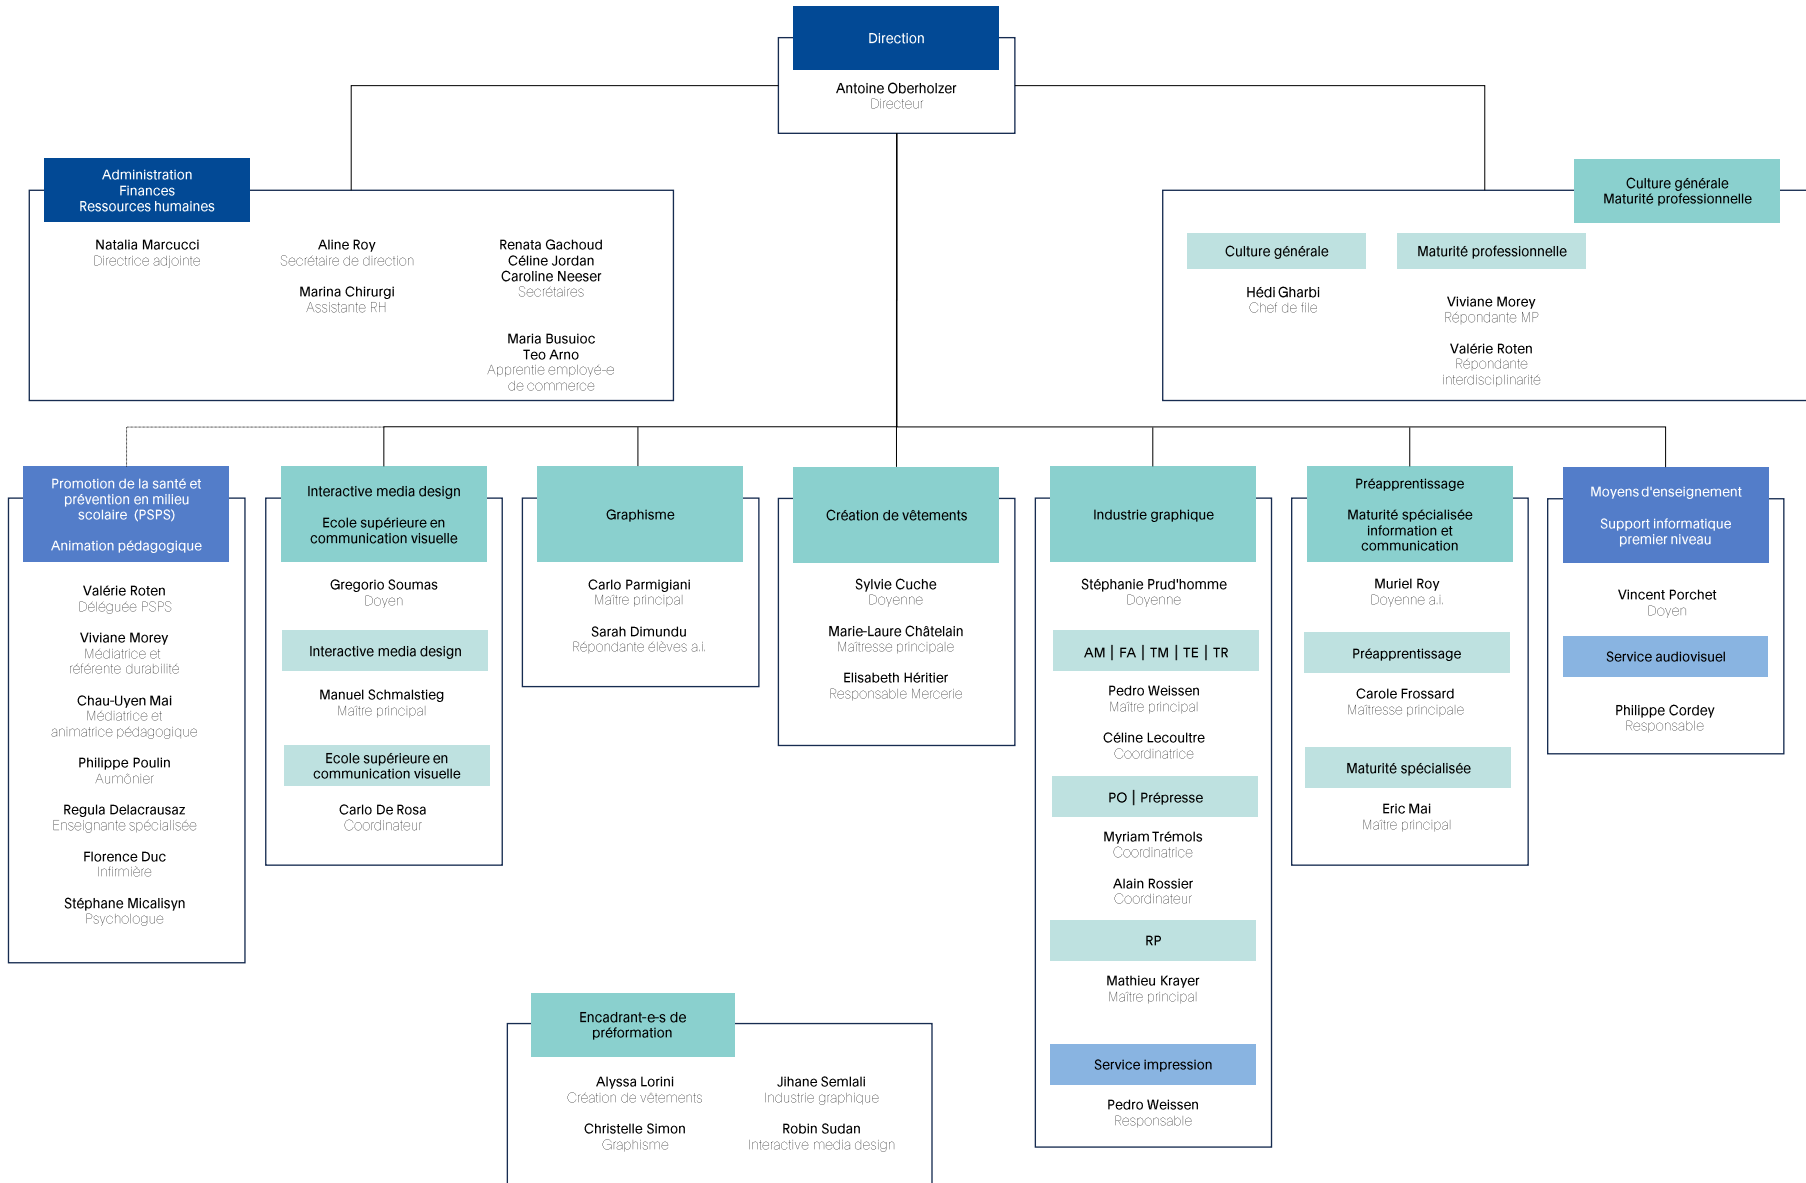 Direction
Antoine Oberholzer
Directeur
Administration
Finances
Ressources humaines
Natalia Marcucci
Directrice adjointe
Aline Roy
Secrétaire de direction
Marina Chirurgi
Assistante RH
Renata Gachoud
Céline Jordan
Caroline Neeser
Secrétaires
Maria Busuioc
Teo Arno
Apprentie employé-e
de commerce
Culture générale
Maturité professionnelle
Culture générale
Hédi Gharbi
Chef de file
Maturité professionnelle
Viviane Morey
Répondante MP
Valérie Roten
Répondante
interdisciplinarité
Promotion de la santé et
prévention en milieu
scolaire (PSPS)
Animation pédagogique
Valérie Roten
Déléguée PSPS
Viviane Morey
Médiatrice et
référente durabilité
Chau-Uyen Mai
Médiatrice et
animatrice pédagogique
Philippe Poulin
Aumônier
Regula Delacrausaz
Enseignante spécialisée
Florence Duc
Infirmière
Stéphane Micalisyn
Psychologue
Interactive media design
Ecole supérieure en
communication visuelle
Gregorio Soumas
Doyen
Interactive media design
Manuel Schmalstieg
Maître principal
Ecole supérieure en
communication visuelle
Carlo De Rosa
Coordinateur
Graphisme
Carlo Parmigiani
Maître principal
Sarah Dimundu
Répondante élèves a.i.
Création de vêtements
Sylvie Cuche
Doyenne
Marie-Laure Châtelain
Maîtresse principale
Elisabeth Héritier
Responsable Mercerie
Industrie graphique
Stéphanie Prud'homme
Doyenne
AM | FA | TM | TE | TR
Pedro Weissen
Maître principal
Céline Lecoultre
Coordinatrice
PO | Prépresse
Myriam Trémols
Coordinatrice
Alain Rossier
Coordinateur
RP
Mathieu Krayer
Maître principal
Service impression
Pedro Weissen
Responsable
Préapprentissage
Maturité spécialisée
information et
communication
Muriel Roy
Doyenne a.i.
Préapprentissage
Carole Frossard
Maîtresse principale
Maturité spécialisée
Eric Mai
Maître principal
Moyens d'enseignement
Support informatique
premier niveau
Vincent Porchet
Doyen
Service audiovisuel
Philippe Cordey
Responsable
Encadrant-e-s de
préformation
Alyssa Lorini
Création de vêtements
Christelle Simon
Graphisme
Jihane Semlali
Industrie graphique
Robin Sudan
Interactive media design